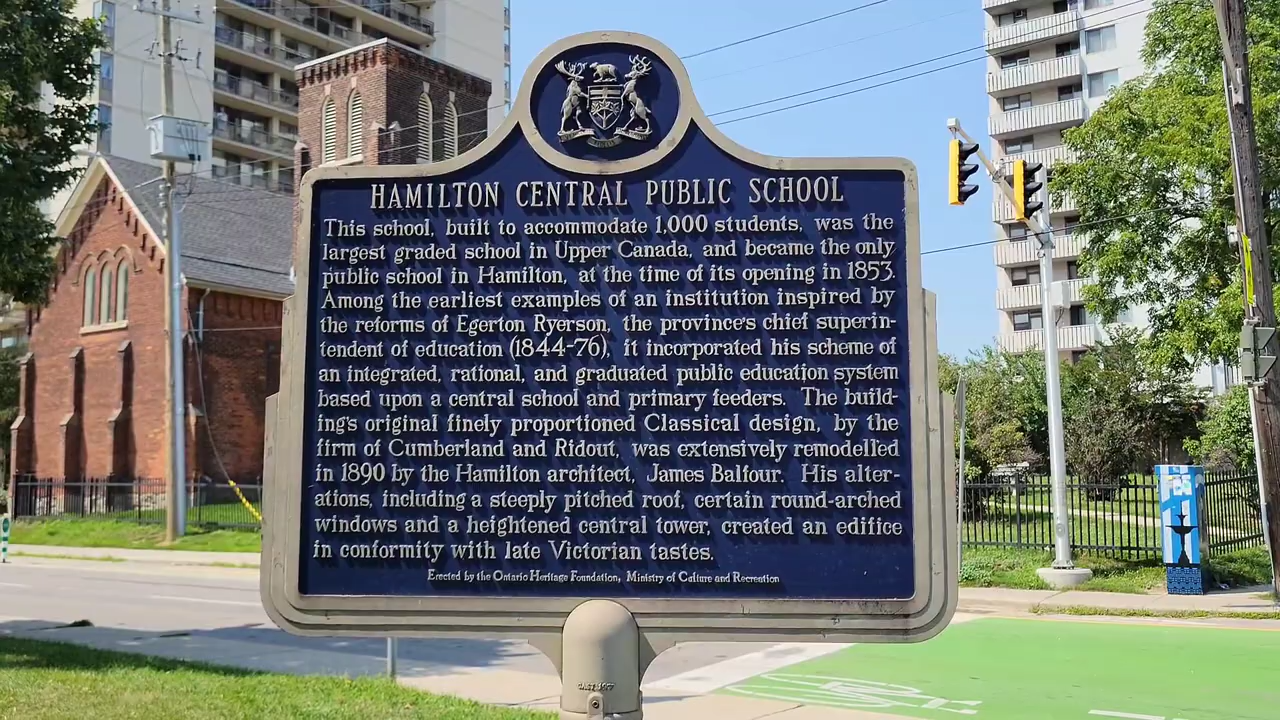 HAMILTON CENTRAL PUBLIC SCHOOL
This school, built to accommodate 1,000 students, was the
largest graded school in Upper Canada, and became the only
public school in Hamilton, at the time of its opening in 1853.
Among the earliest examples of an institution inspired by
the reforms of Egerton Ryerson, the province's chief superin-
tendent of education (1844-76), it incorporated his scheme of
an integrated, rational, and graduated public education system
based upon a central school and primary feeders. The build-
ing's original finely proportioned Classical design, by the
firm of Cumberland and Ridout, was extensively remodelled
in 1890 by the Hamilton architect, James Balfour. His alter-
ations, including a steeply pitched roof, certain round-arched
windows and a heightened central tower, created an edifice
in conformity with late Victorian tastes.
Erected by the Ontario Heritage Foundation, Ministry of Culture and Recreation